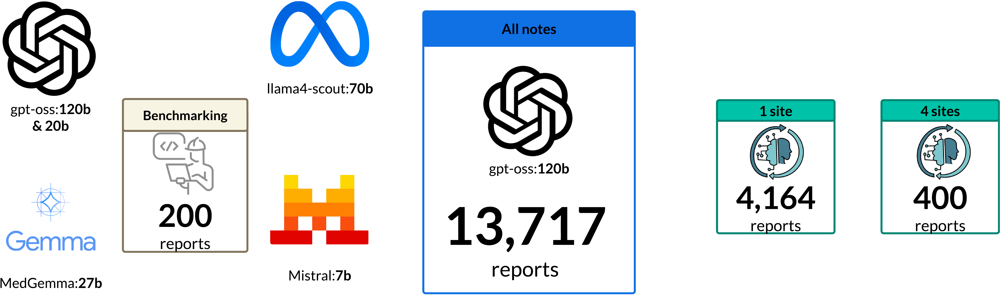 gpt-oss:120b
& 20b
Gemma
MedGemma:27b
Benchmarking
</>
200
reports
llama4-scout:70b
Mistral:7b
All notes
gpt-oss:120b
13,717
reports
1 site
4,164
reports
4 sites
400
reports